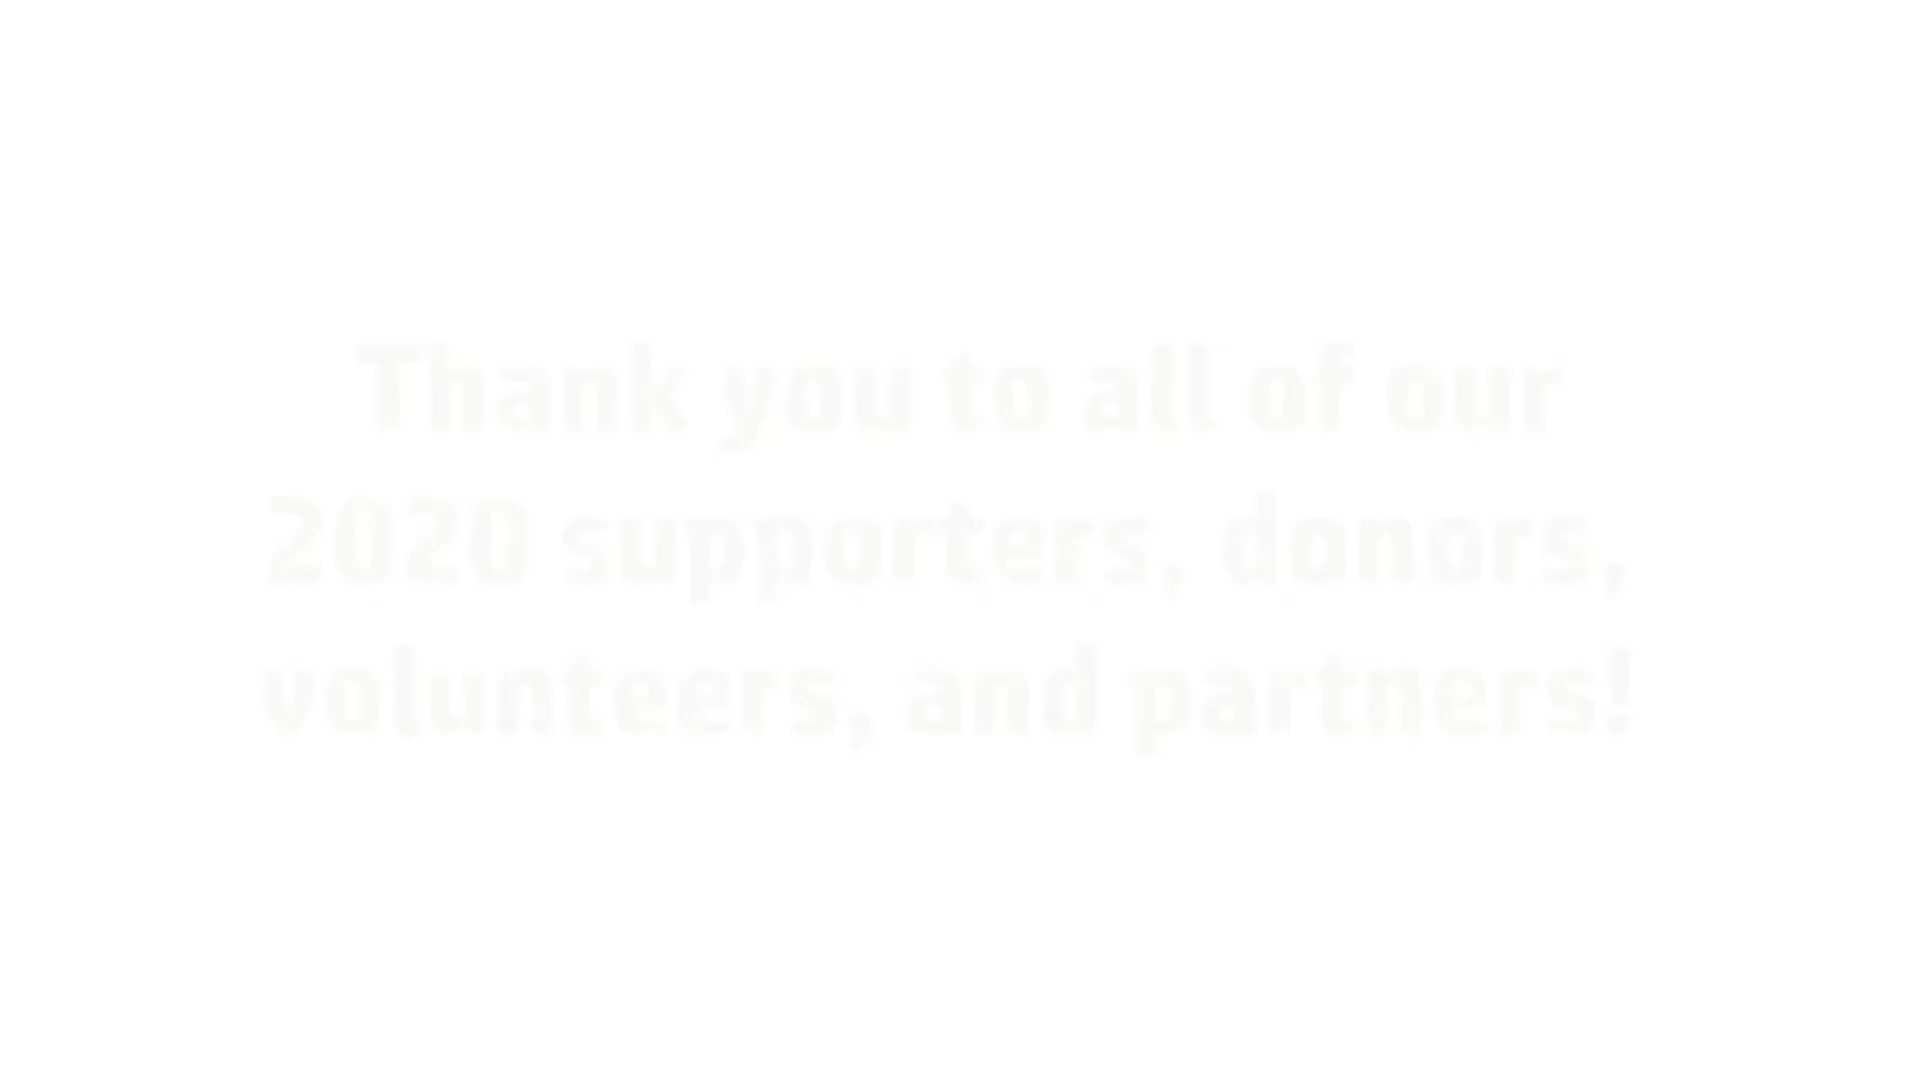 Thank you to all of our
2020 supporters, donors,
volunteers, and partners!